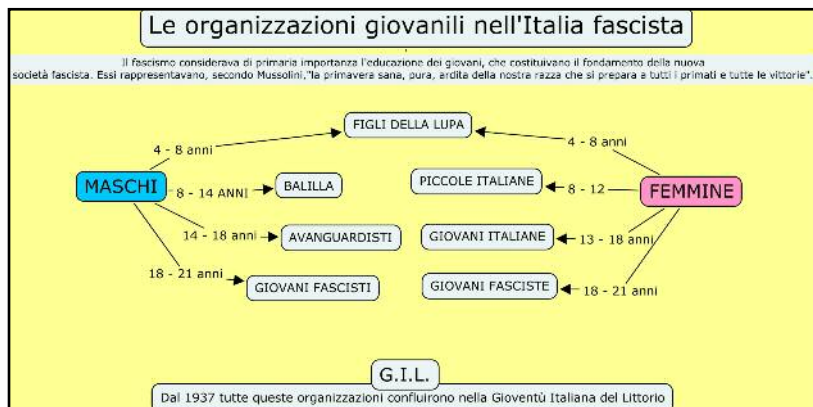 Le organizzazioni giovanili nell'Italia fascista
Il fascismo considerava di primaria importanza l'educazione dei giovani, che costituivano il fondamento della nuova
società fascista. Essi rappresentavano, secondo Mussolini,"la primavera sana, pura, ardita della nostra razza che si prepara a tutti i primati e tutte le vittorie".
FIGLI DELLA LUPA
4 - 8 anni
4 - 8 anni
MASCHI
8 - 14 ANNI
BALILLA
PICCOLE ITALIANE
8 - 12
FEMMINE
14 - 18 anni
AVANGUARDISTI
GIOVANI ITALIANE
13 - 18 anni
18 - 21 anni
GIOVANI FASCISTI
GIOVANI FASCISTE
18 - 21 anni
G.I.L.
Dal 1937 tutte queste organizzazioni confluirono nella Gioventù Italiana del Littorio